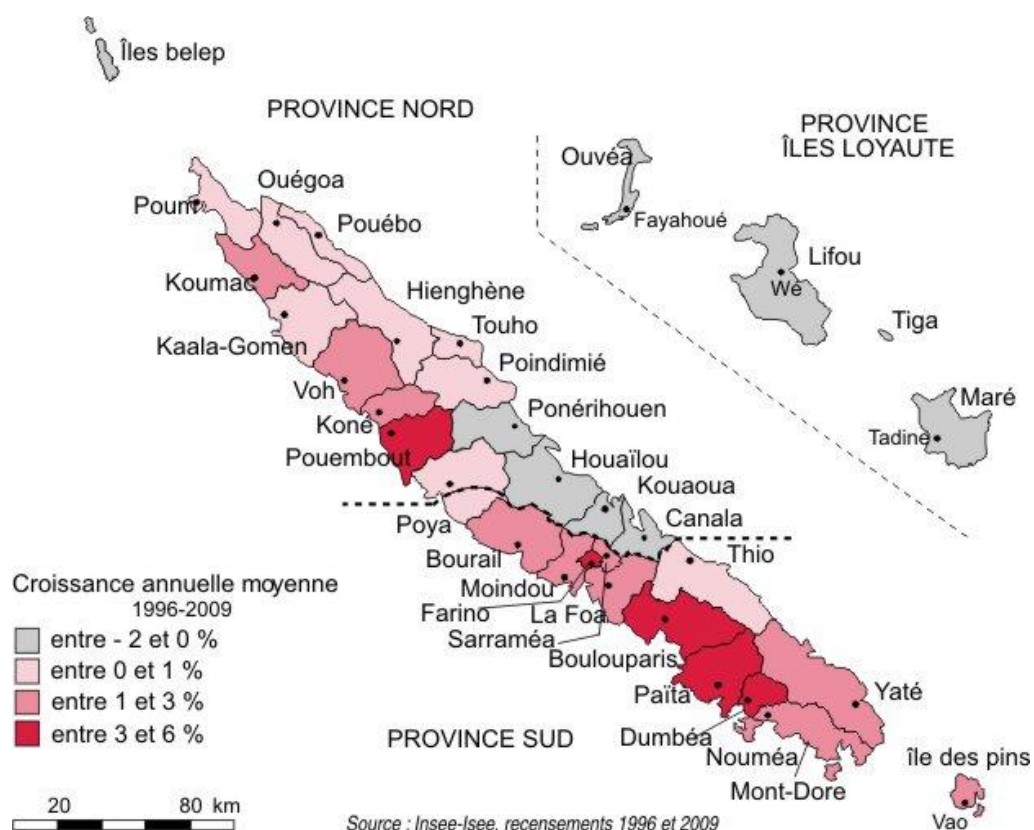 Îles belep
PROVINCE NORD
PROVINCE
ÎLES LOYAUTE
Ouvéa
Fayahoué
Lifou
Wé
Tiga
Maré
Tadine
Ouégoa
Poum
Pouébo
Koumac
Hienghène
Touho
Kaala-Gomen
Poindimié
Voh
Ponérihouen
Koné
Pouembout
Houaïlou
Kouaoua
Canala
Poya
Thio
Bourail
Moindou
Farino
La Foa
Sarraméa
Boulouparis
Païta
Yaté
Dumbéa
Nouméa
Mont-Dore
île des pins
Vao
PROVINCE SUD
Croissance annuelle moyenne
1996-2009
entre - 2 et 0 %
entre 0 et 1 %
entre 1 et 3 %
entre 3 et 6 %
20 80 km
Source : Insee-Isee, recensements 1996 et 2009